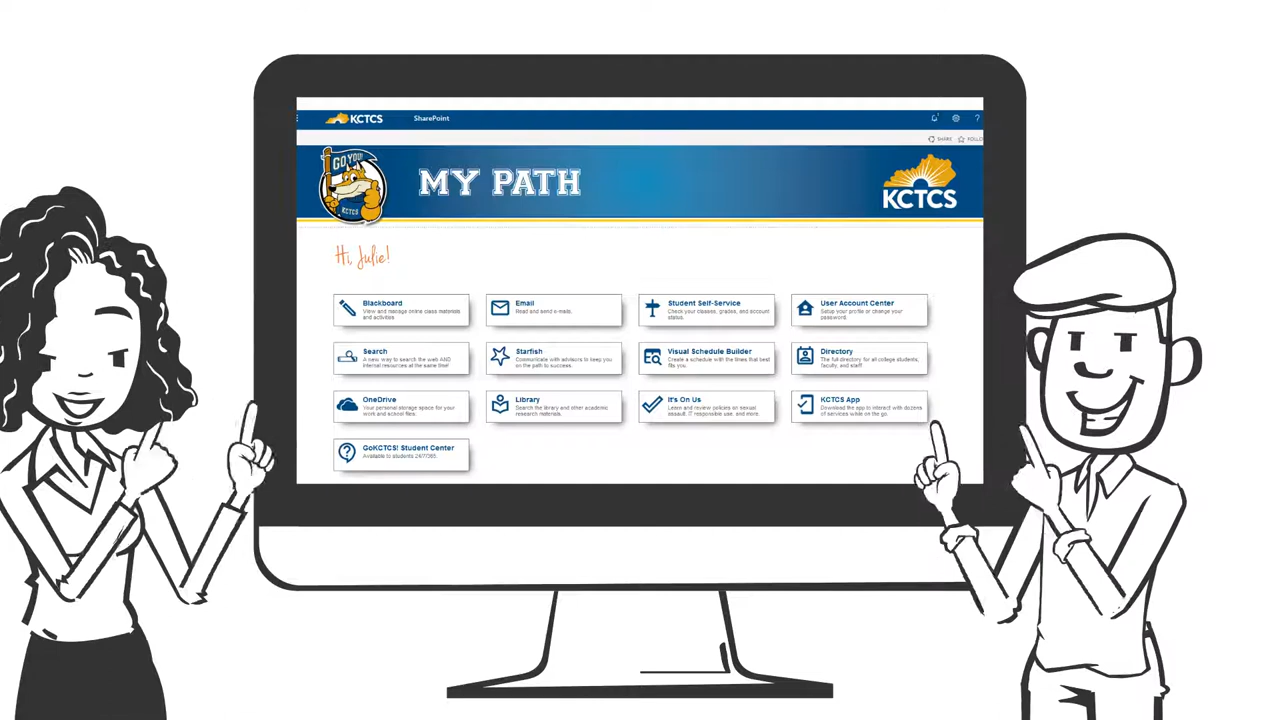 KCTCS
SharePoint
SHARE
FOLLO
GO YOU!
KCTCS
MY PATH
KCTCS
Hi, Julie!
Blackboard
View and manage online class materials
and activities
Email
Read and send e-mails.
Student Self-Service
Check your classes, grades, and account
status.
User Account Center
Setup your profile or change your
password.
Search
A new way to search the web AND
internal resources at the same time!
Starfish
Communicate with advisors to keep you
on the path to success.
Visual Schedule Builder
Create a schedule with the times that best
fits you.
Directory
The full directory for all college students,
faculty, and staff
OneDrive
Your personal storage space for your
work and school files.
Library
Search the library and other academic
research materials.
It's On Us
Learn and review policies on sexual
assault, IT responsible use, and more.
KCTCS App
Download the app to interact with dozens
of services while on the go.
GoKCTCS! Student Center
Available to students 24/7/365.